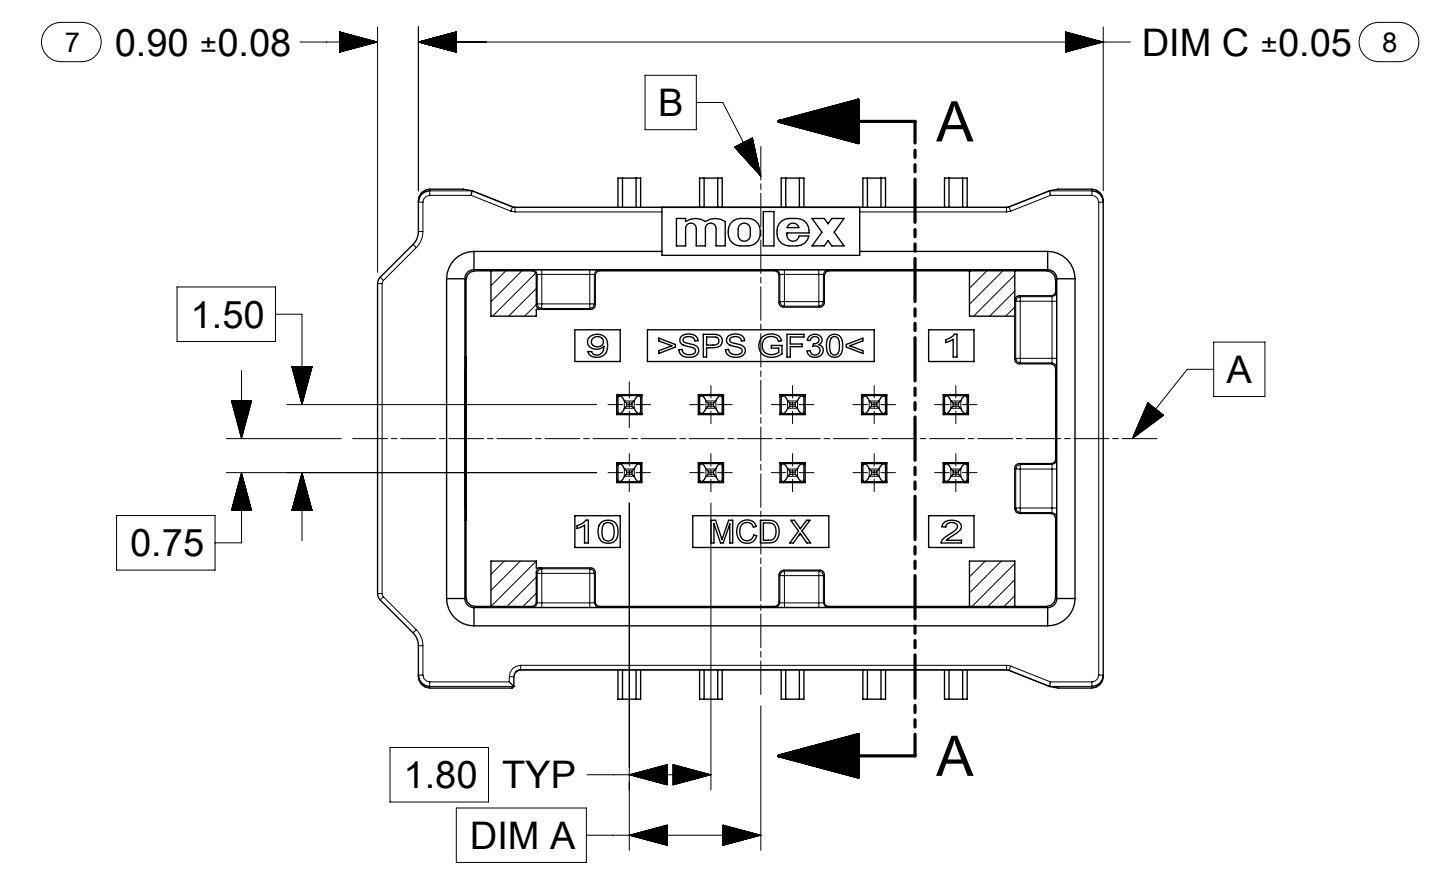 7 0.90 ±0.08
DIM C ±0.05 8
B
A
molex
1.50
9 >SPS GF30< 1
A
0.75
10 MCD X 2
1.80 TYP
A
DIM A